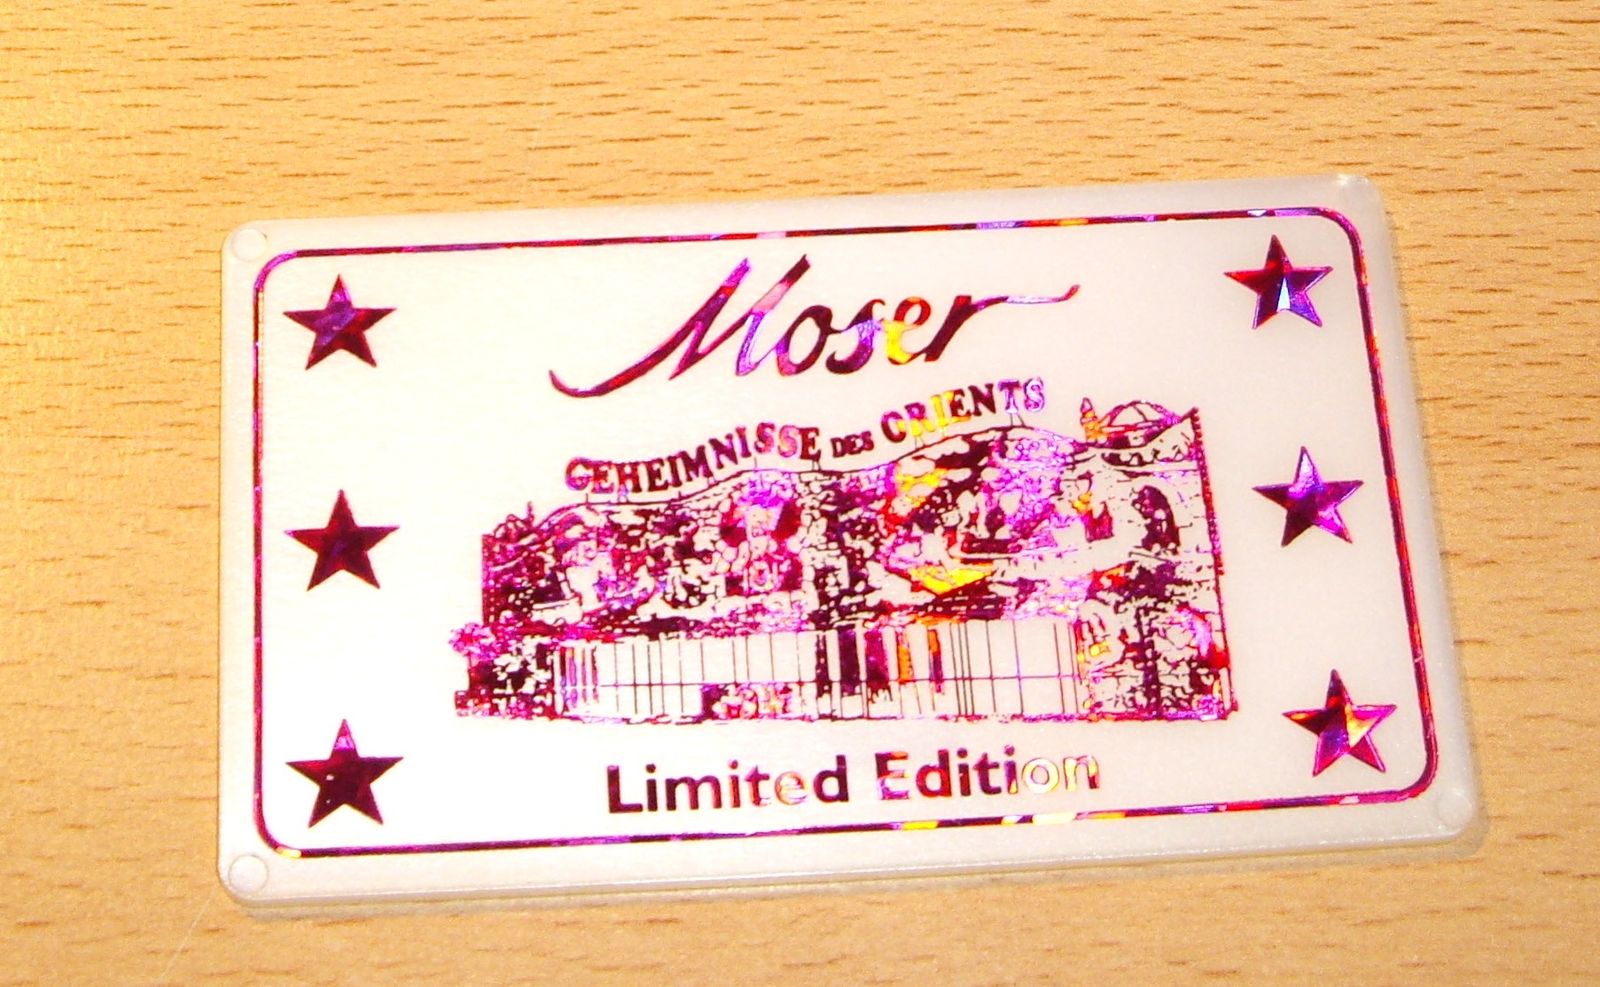 Moser
GEHEIMNISSE DES ORIENTS
Limited Edition